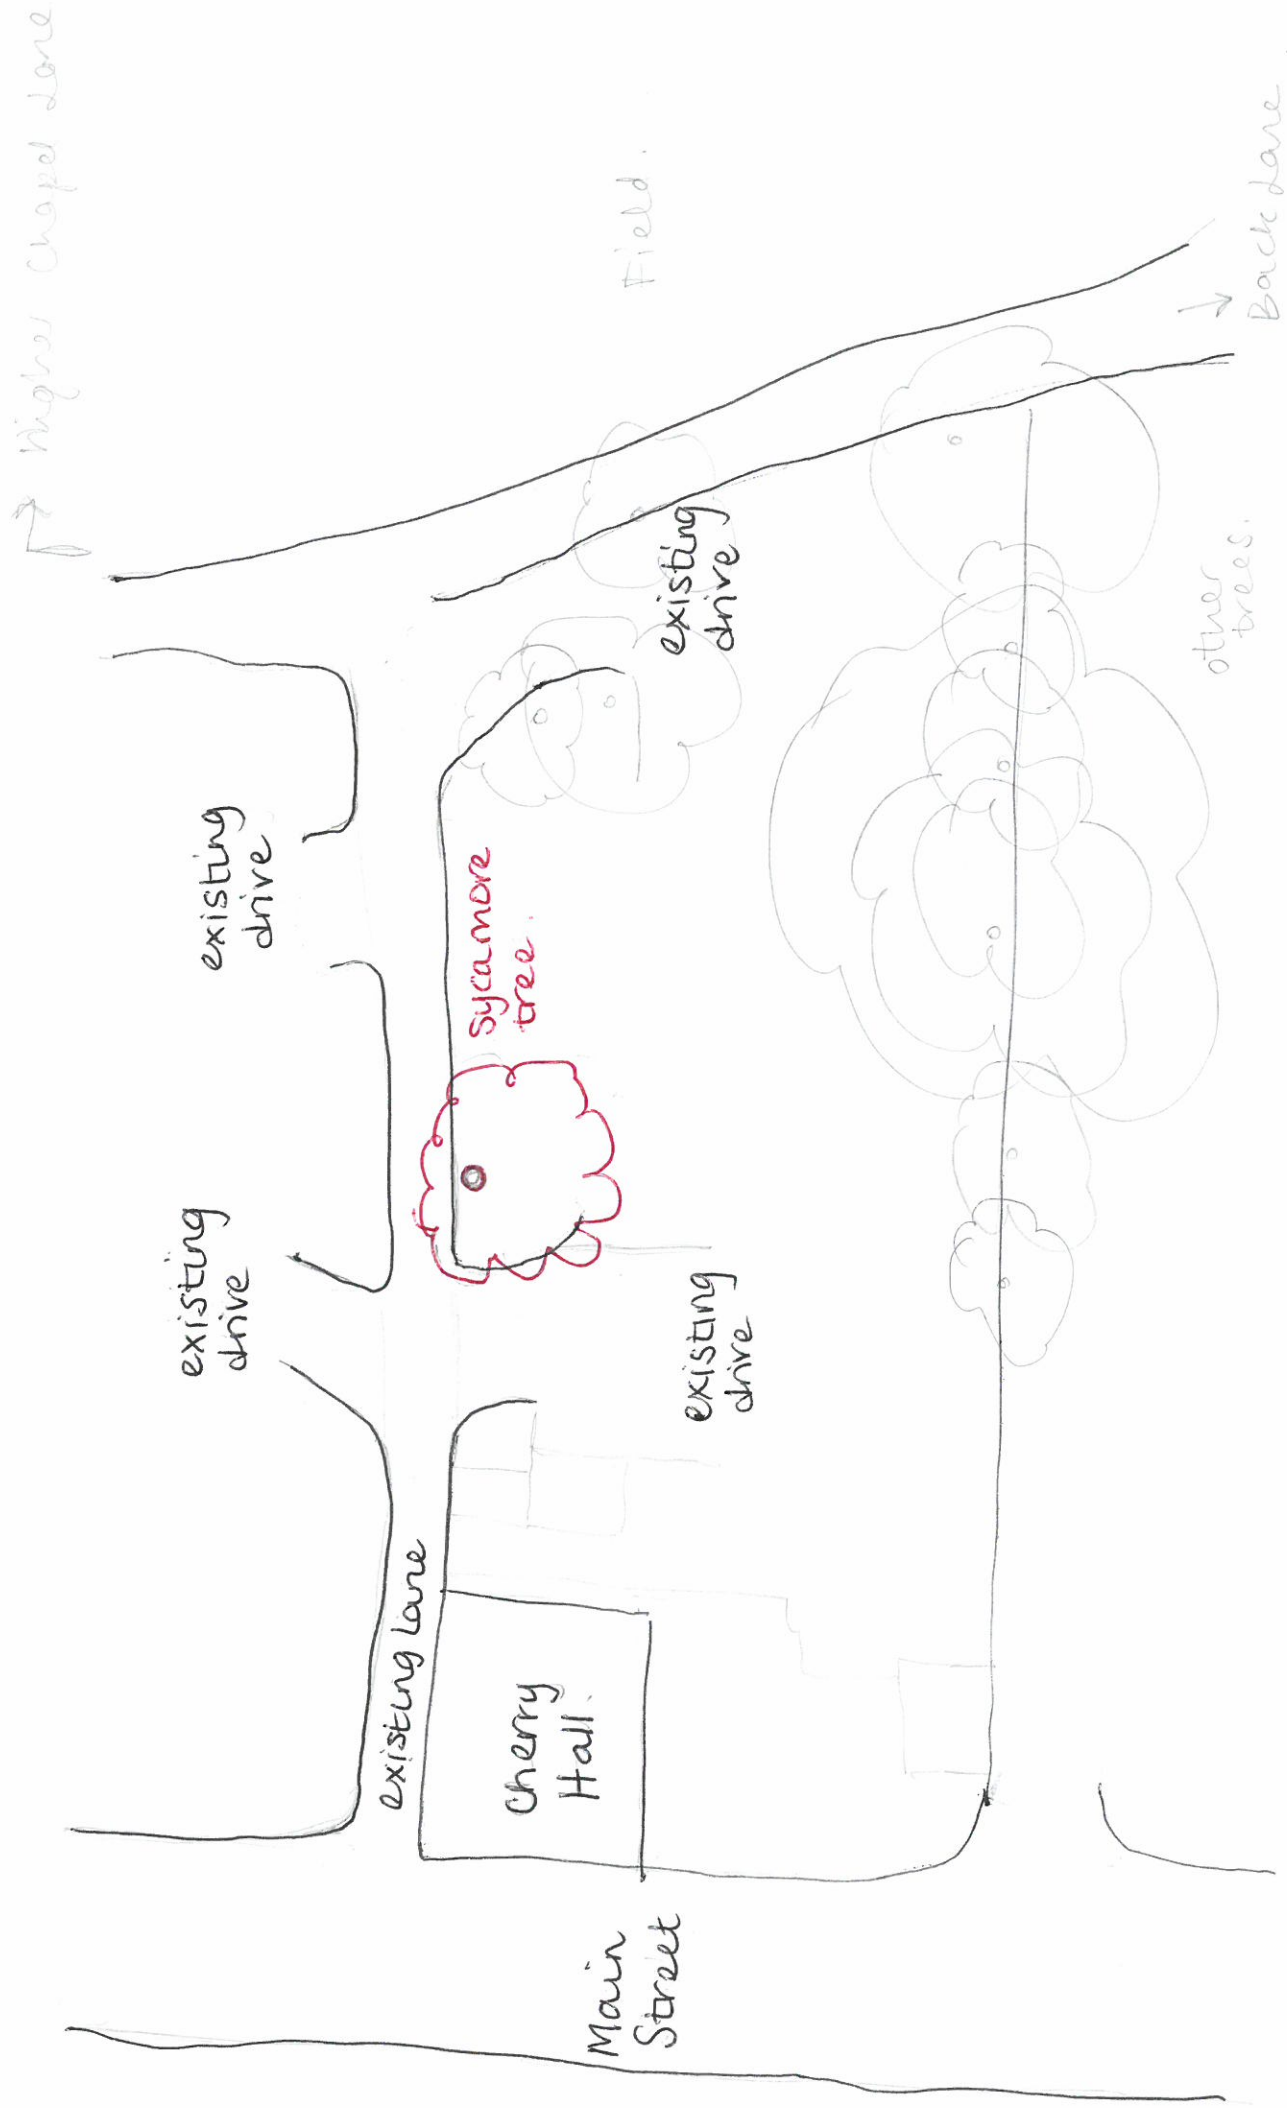 Higher Chapel Lane
Field.
Back Lane
existing
drive
existing
drive
existing
drive
existing
drive
Sycamore
tree.
other
trees.
existing Lane
Cherry
Hall.
Main
Street